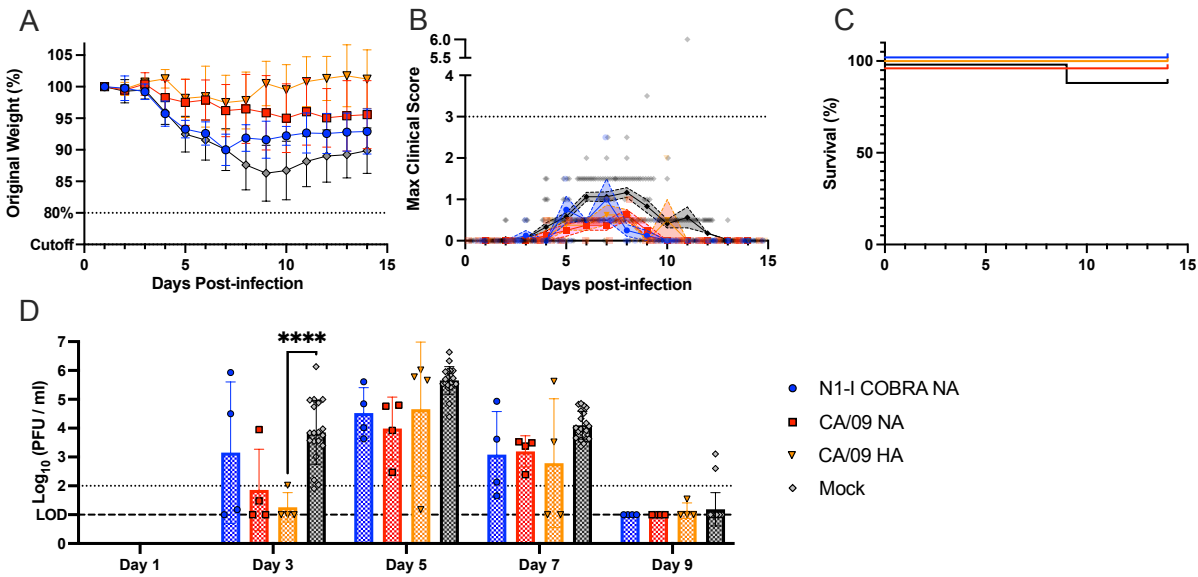 A
Original Weight (%)
105
100
95
90
85
80%
Cutoff
0
5
10
15
Days Post-infection
B
Max Clinical Score
6.0
5.5
4
3
2
1
0
0
5
10
15
Days post-infection
C
Survival (%)
100
50
0
0
5
10
15
D
Log10 (PFU / ml)
7
6
5
4
3
2
LOD
0
****
Day 1
Day 3
Day 5
Day 7
Day 9
N1-I COBRA NA
CA/09 NA
CA/09 HA
Mock